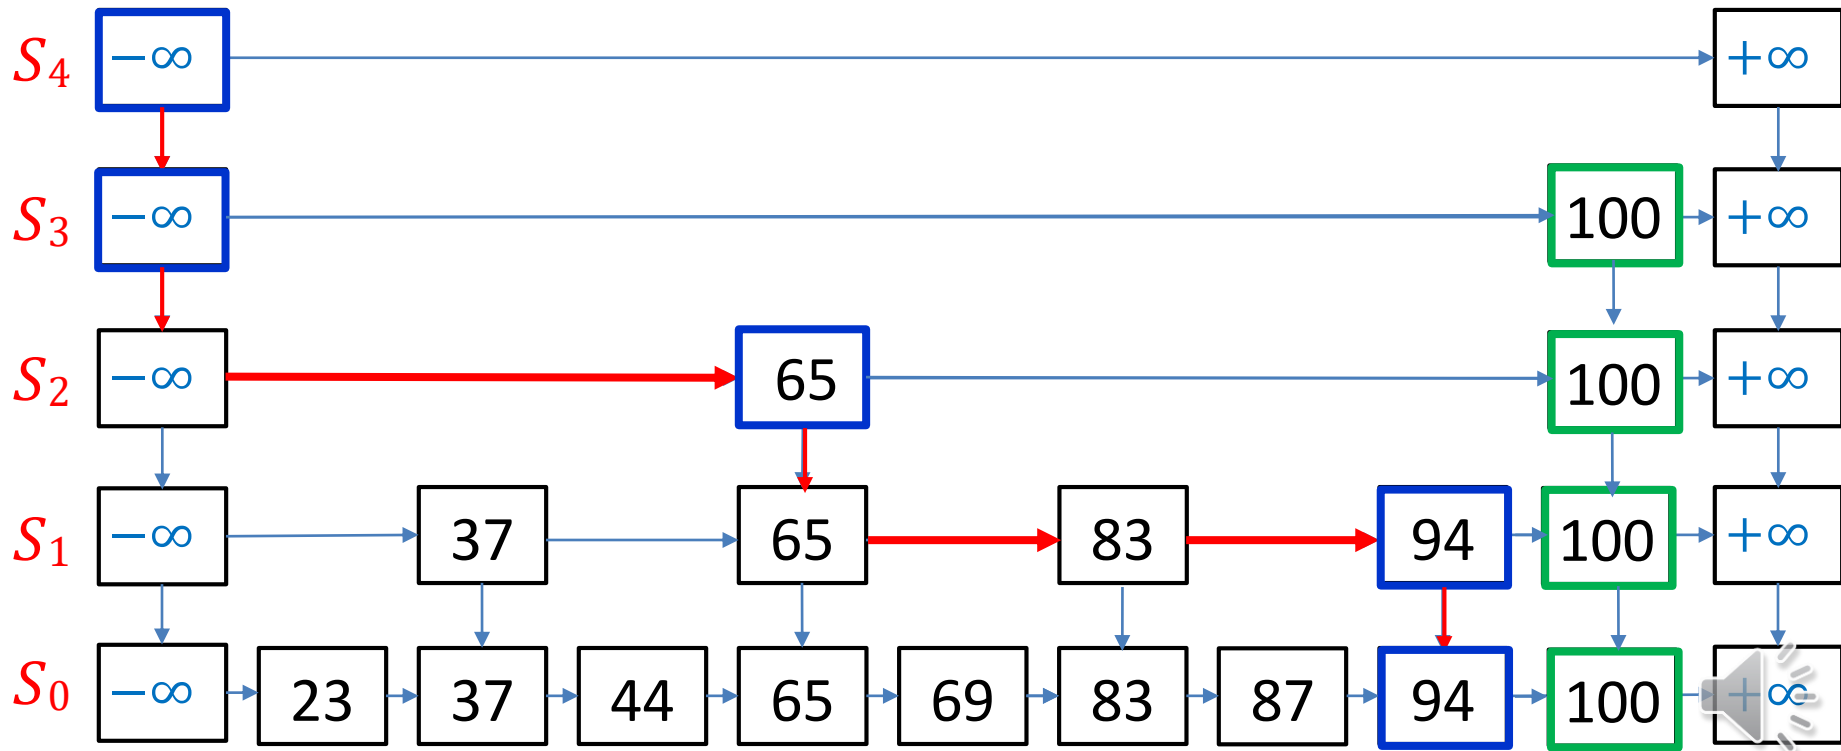 S4 −∞ +∞
S3 −∞ 100 +∞
S2 −∞ 65 100 +∞
S1 −∞ 37 65 83 94 100 +∞
S0 −∞ 23 37 44 65 69 83 87 94 100 +∞